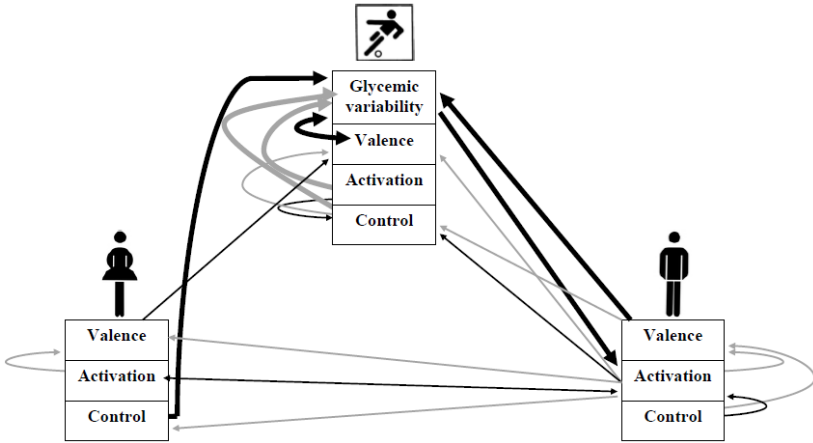 Glycemic
variability
Valence
Activation
Control
Valence
Activation
Control
Valence
Activation
Control